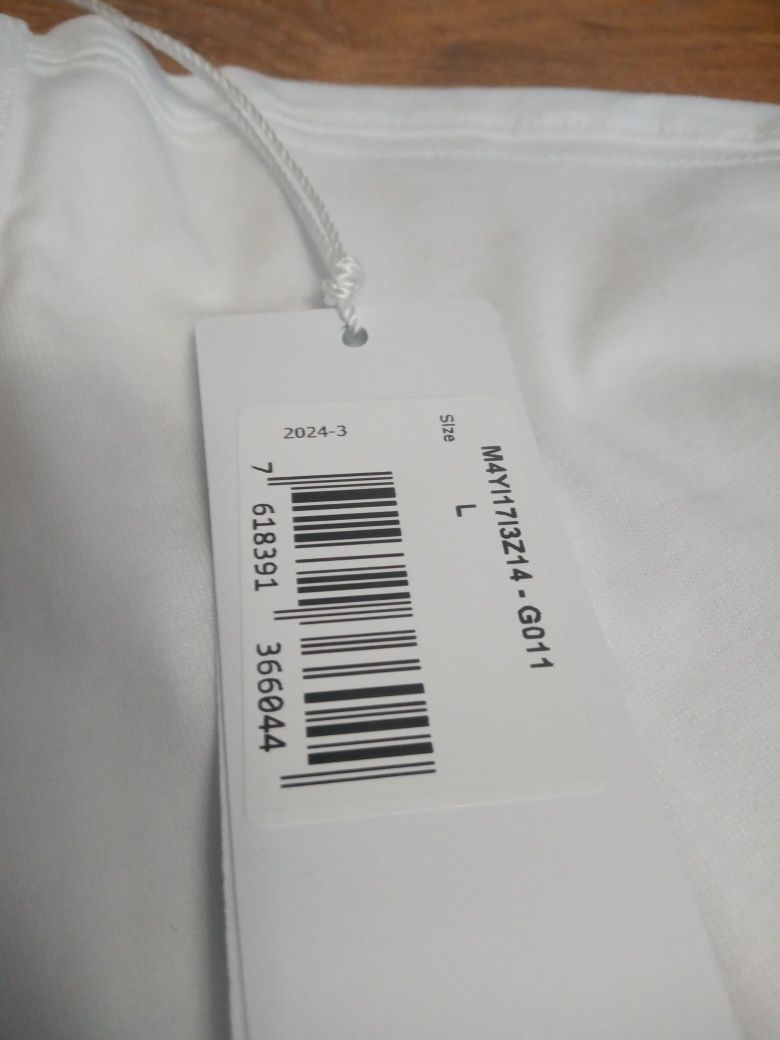 2024-3
Size
L
M4YI17I3Z14 - G011
7 618391 366044